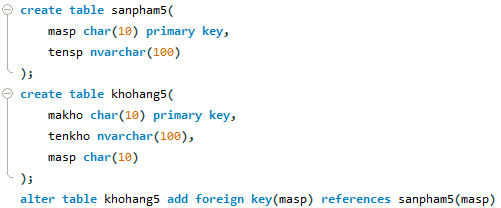 create table sanpham5(
masp char(10) primary key,
tensp nvarchar(100)
);
create table khohang5(
makho char(10) primary key,
tenkho nvarchar(100),
masp char(10)
);
alter table khohang5 add foreign key(masp) references sanpham5(masp)